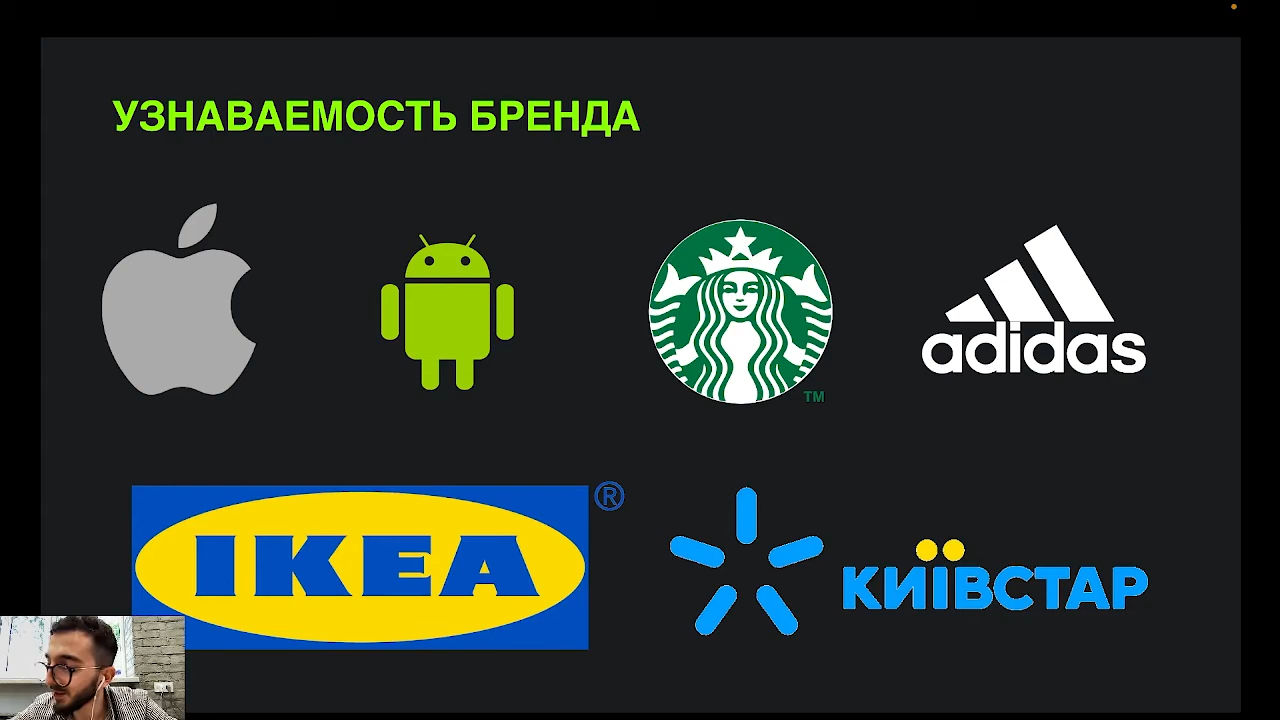 УЗНАВАЕМОСТЬ БРЕНДА
TM
adidas
IKEA
®
КИЇВСТАР